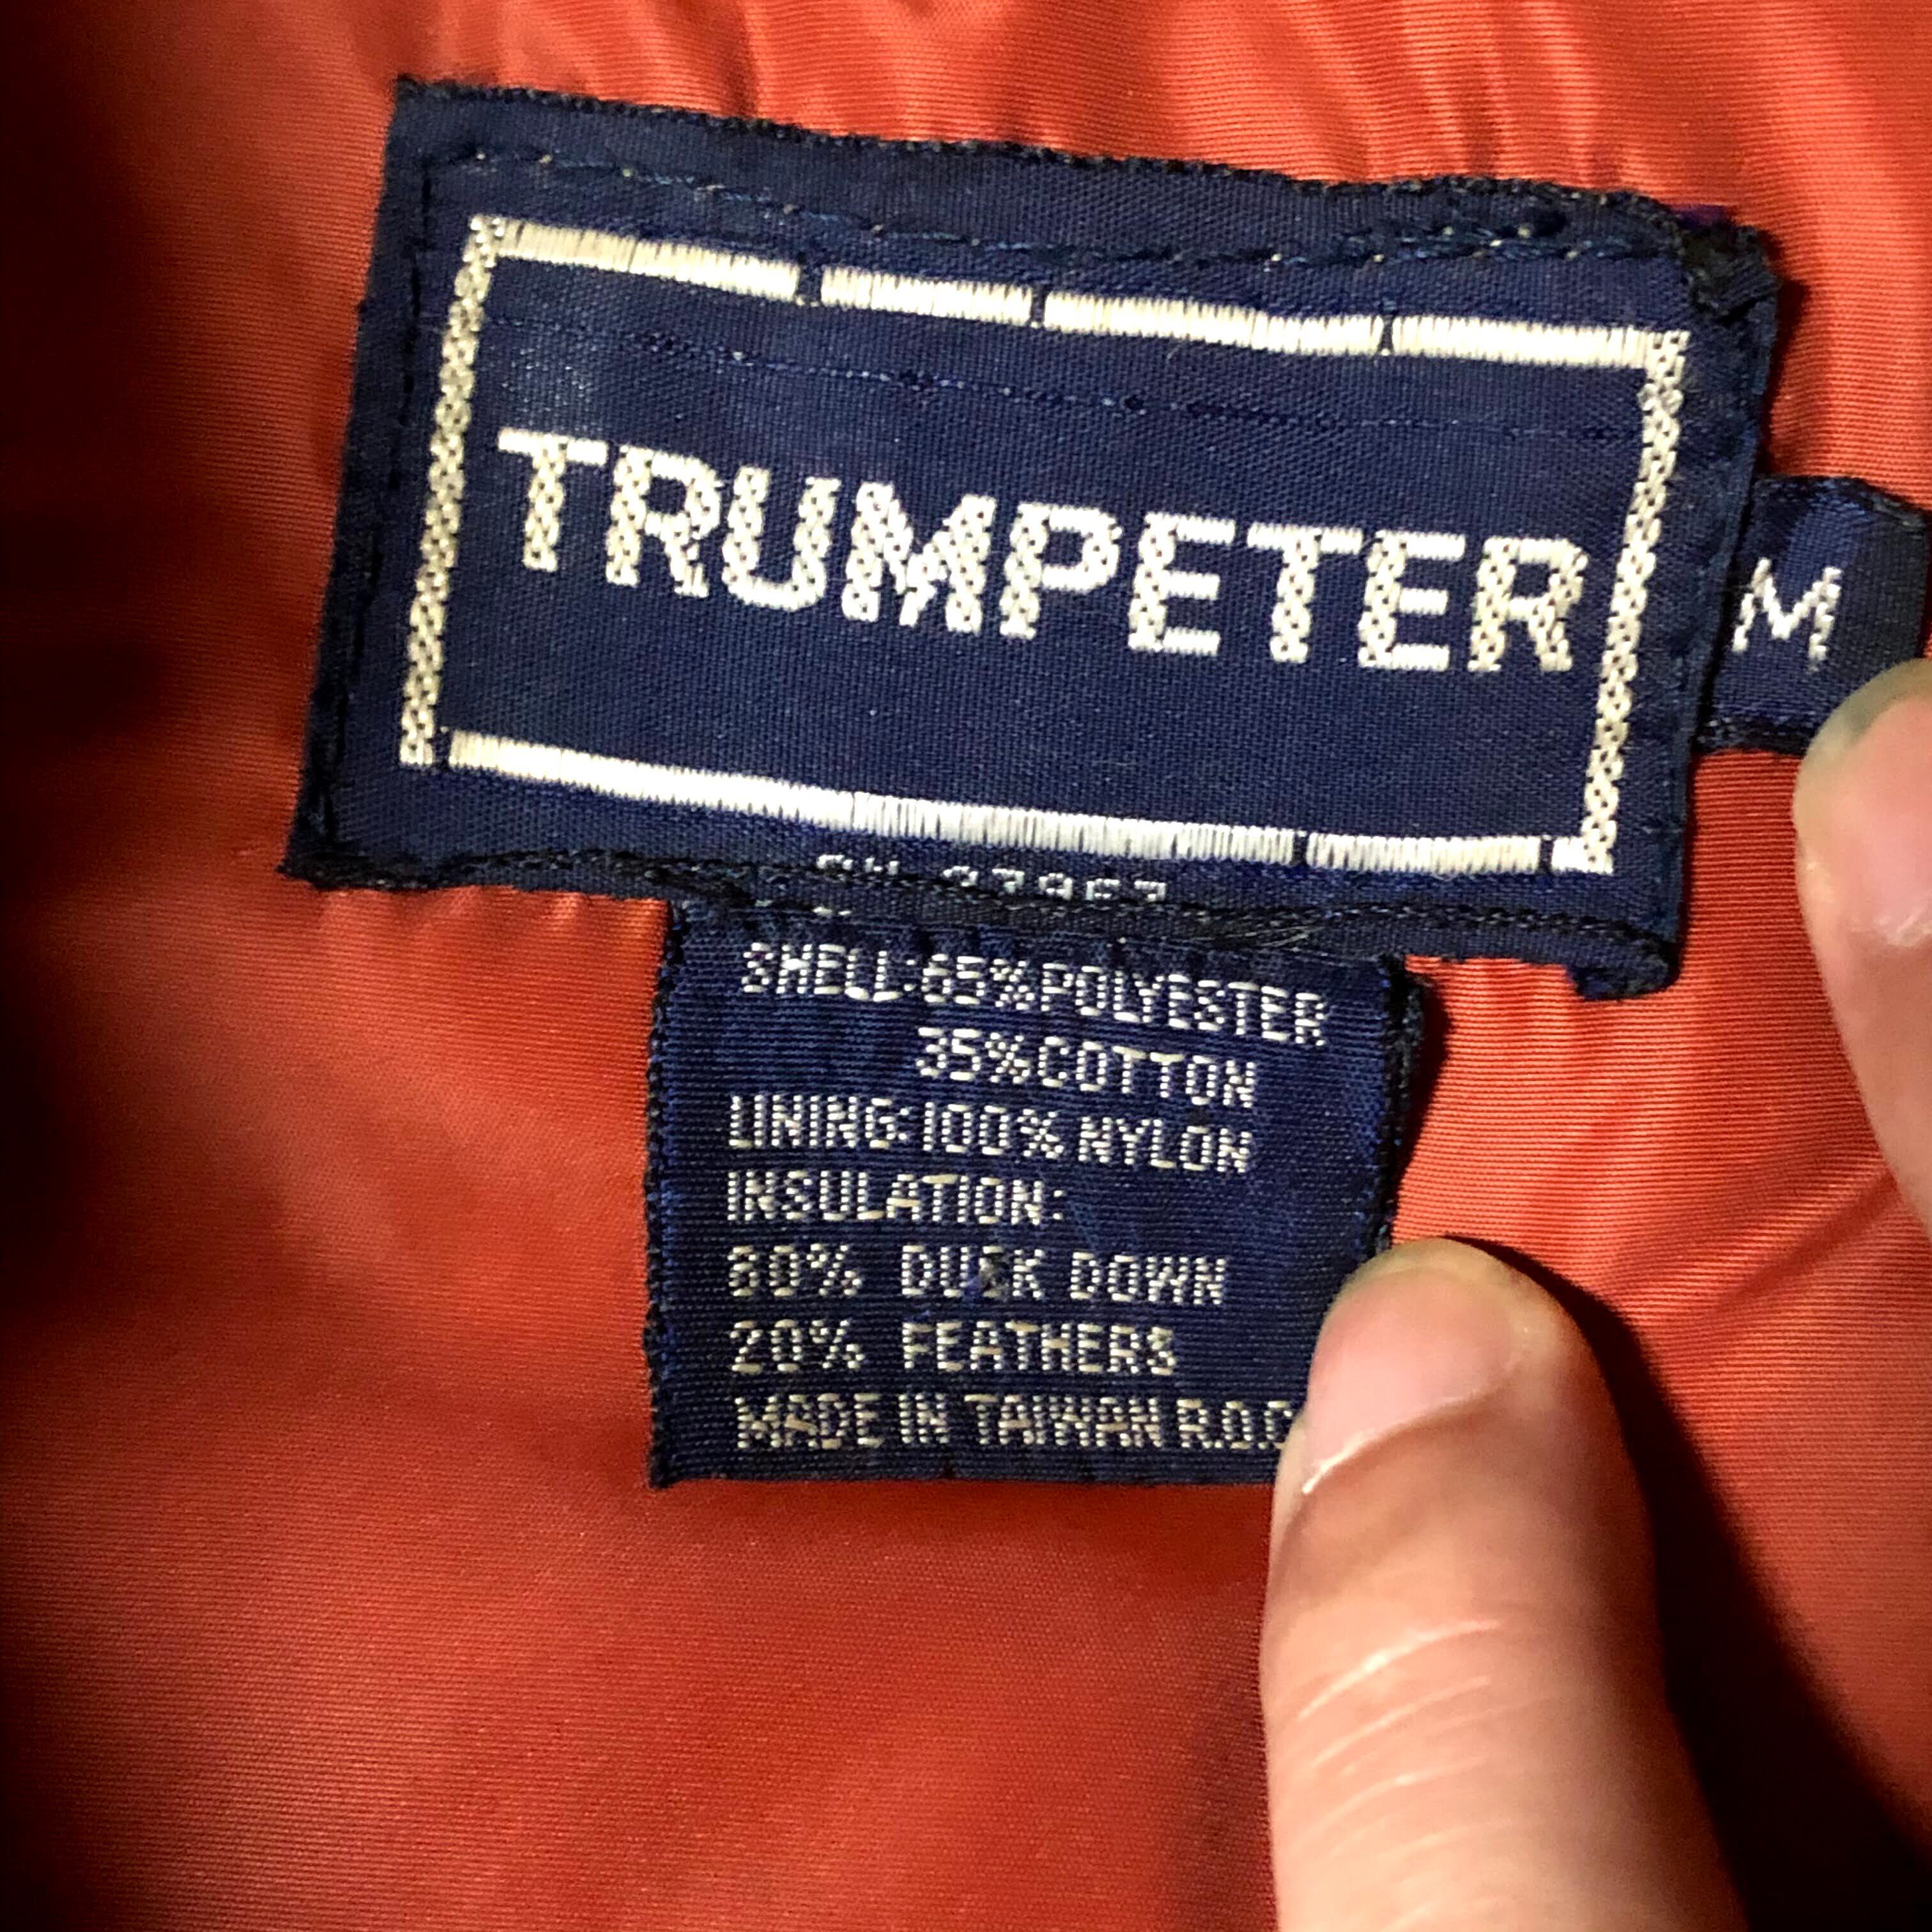 TRUMPETER
M
SHELL:65%POLYESTER
35%COTTON
LINING:100%NYLON
INSULATION:
80% DUCK DOWN
20% FEATHERS
MADE IN TAIWAN R.O.C